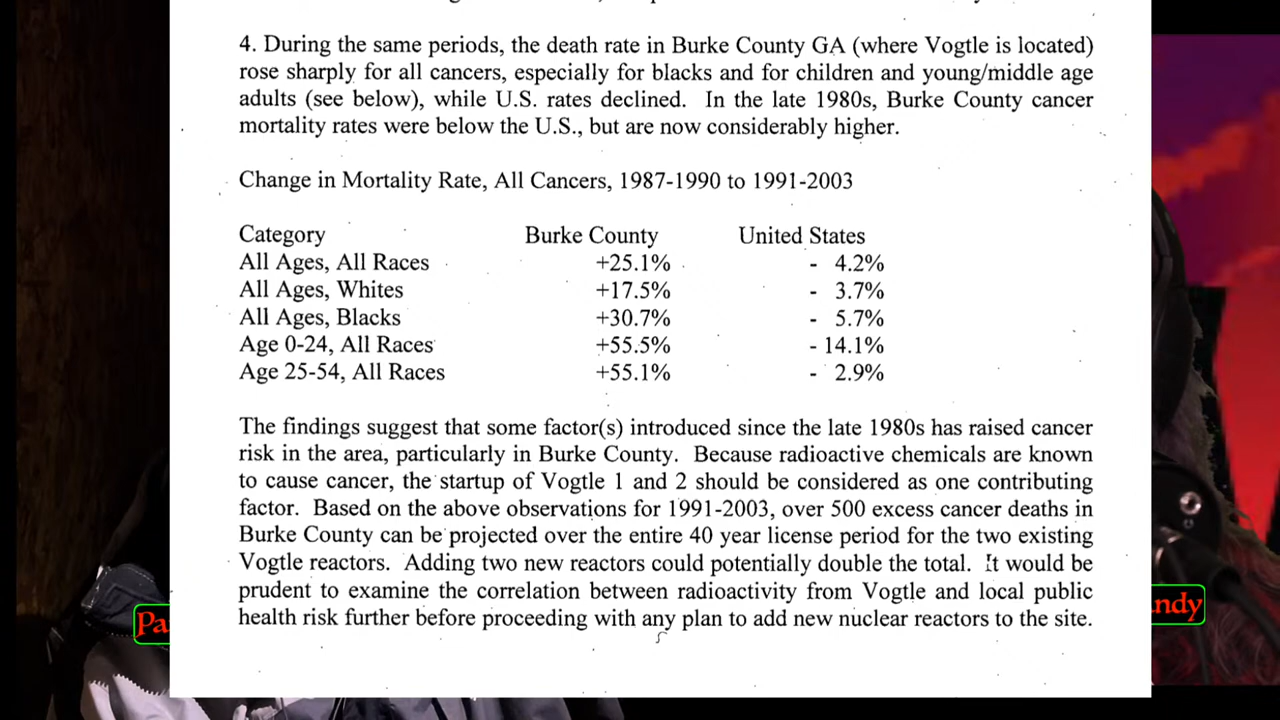 4. During the same periods, the death rate in Burke County GA (where Vogtle is located)
rose sharply for all cancers, especially for blacks and for children and young/middle age
adults (see below), while U.S. rates declined. In the late 1980s, Burke County cancer
mortality rates were below the U.S., but are now considerably higher.
Change in Mortality Rate, All Cancers, 1987-1990 to 1991-2003
Category Burke County United States
All Ages, All Races +25.1% - 4.2%
All Ages, Whites +17.5% - 3.7%
All Ages, Blacks +30.7% - 5.7%
Age 0-24, All Races +55.5% - 14.1%
Age 25-54, All Races +55.1% - 2.9%
The findings suggest that some factor(s) introduced since the late 1980s has raised cancer
risk in the area, particularly in Burke County. Because radioactive chemicals are known
to cause cancer, the startup of Vogtle 1 and 2 should be considered as one contributing
factor. Based on the above observations for 1991-2003, over 500 excess cancer deaths in
Burke County can be projected over the entire 40 year license period for the two existing
Vogtle reactors. Adding two new reactors could potentially double the total. It would be
prudent to examine the correlation between radioactivity from Vogtle and local public
health risk further before proceeding with any plan to add new nuclear reactors to the site.
Pa
ndy